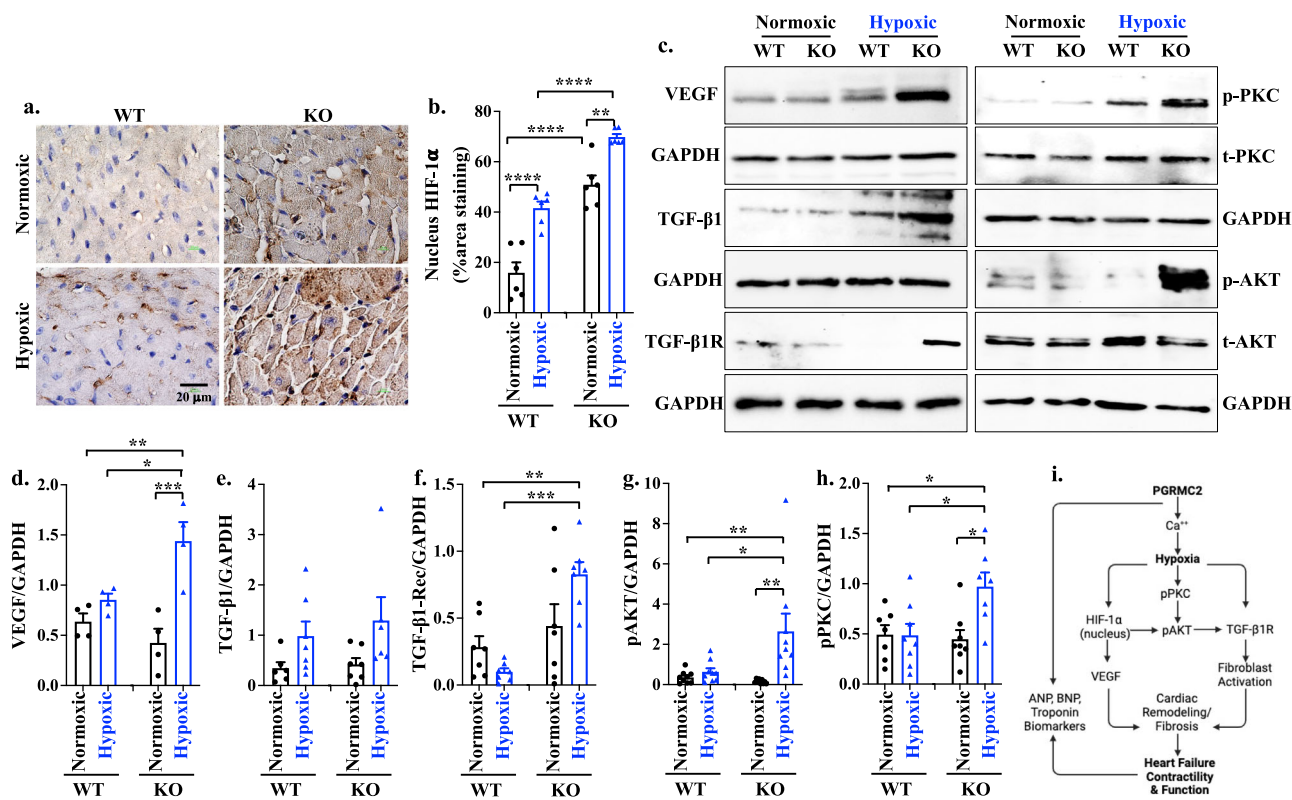 a.
WT
KO
Normoxic
Hypoxic
20 µm
b.
Nucleus HIF-1α
(%area staining)
80
60
40
20
0
****
****
**
****
Normoxic
Hypoxic
Normoxic
Hypoxic
WT
KO
c.
Normoxic
Hypoxic
Normoxic
Hypoxic
WT
KO
WT
KO
WT
KO
WT
KO
VEGF
p-PKC
GAPDH
t-PKC
TGF-β1
GAPDH
GAPDH
p-AKT
TGF-β1R
t-AKT
GAPDH
GAPDH
d.
VEGF/GAPDH
2.0
1.5
1.0
0.5
0.0
**
*
***
Normoxic
Hypoxic
Normoxic
Hypoxic
WT
KO
e.
TGF-β1/GAPDH
4
3
2
1
0
Normoxic
Hypoxic
Normoxic
Hypoxic
WT
KO
f.
TGF-β1-Rec/GAPDH
1.5
1.0
0.5
0.0
**
***
Normoxic
Hypoxic
Normoxic
Hypoxic
WT
KO
g.
pAKT/GAPDH
10
8
6
4
2
0
**
*
**
Normoxic
Hypoxic
Normoxic
Hypoxic
WT
KO
h.
pPKC/GAPDH
2.0
1.5
1.0
0.5
0.0
*
*
*
Normoxic
Hypoxic
Normoxic
Hypoxic
WT
KO
i.
PGRMC2
Ca⁺⁺
Hypoxia
pPKC
HIF-1α
(nucleus)
pAKT
TGF-β1R
VEGF
Fibroblast
Activation
ANP, BNP,
Troponin
Biomarkers
Cardiac
Remodeling/
Fibrosis
Heart Failure
Contractility
& Function